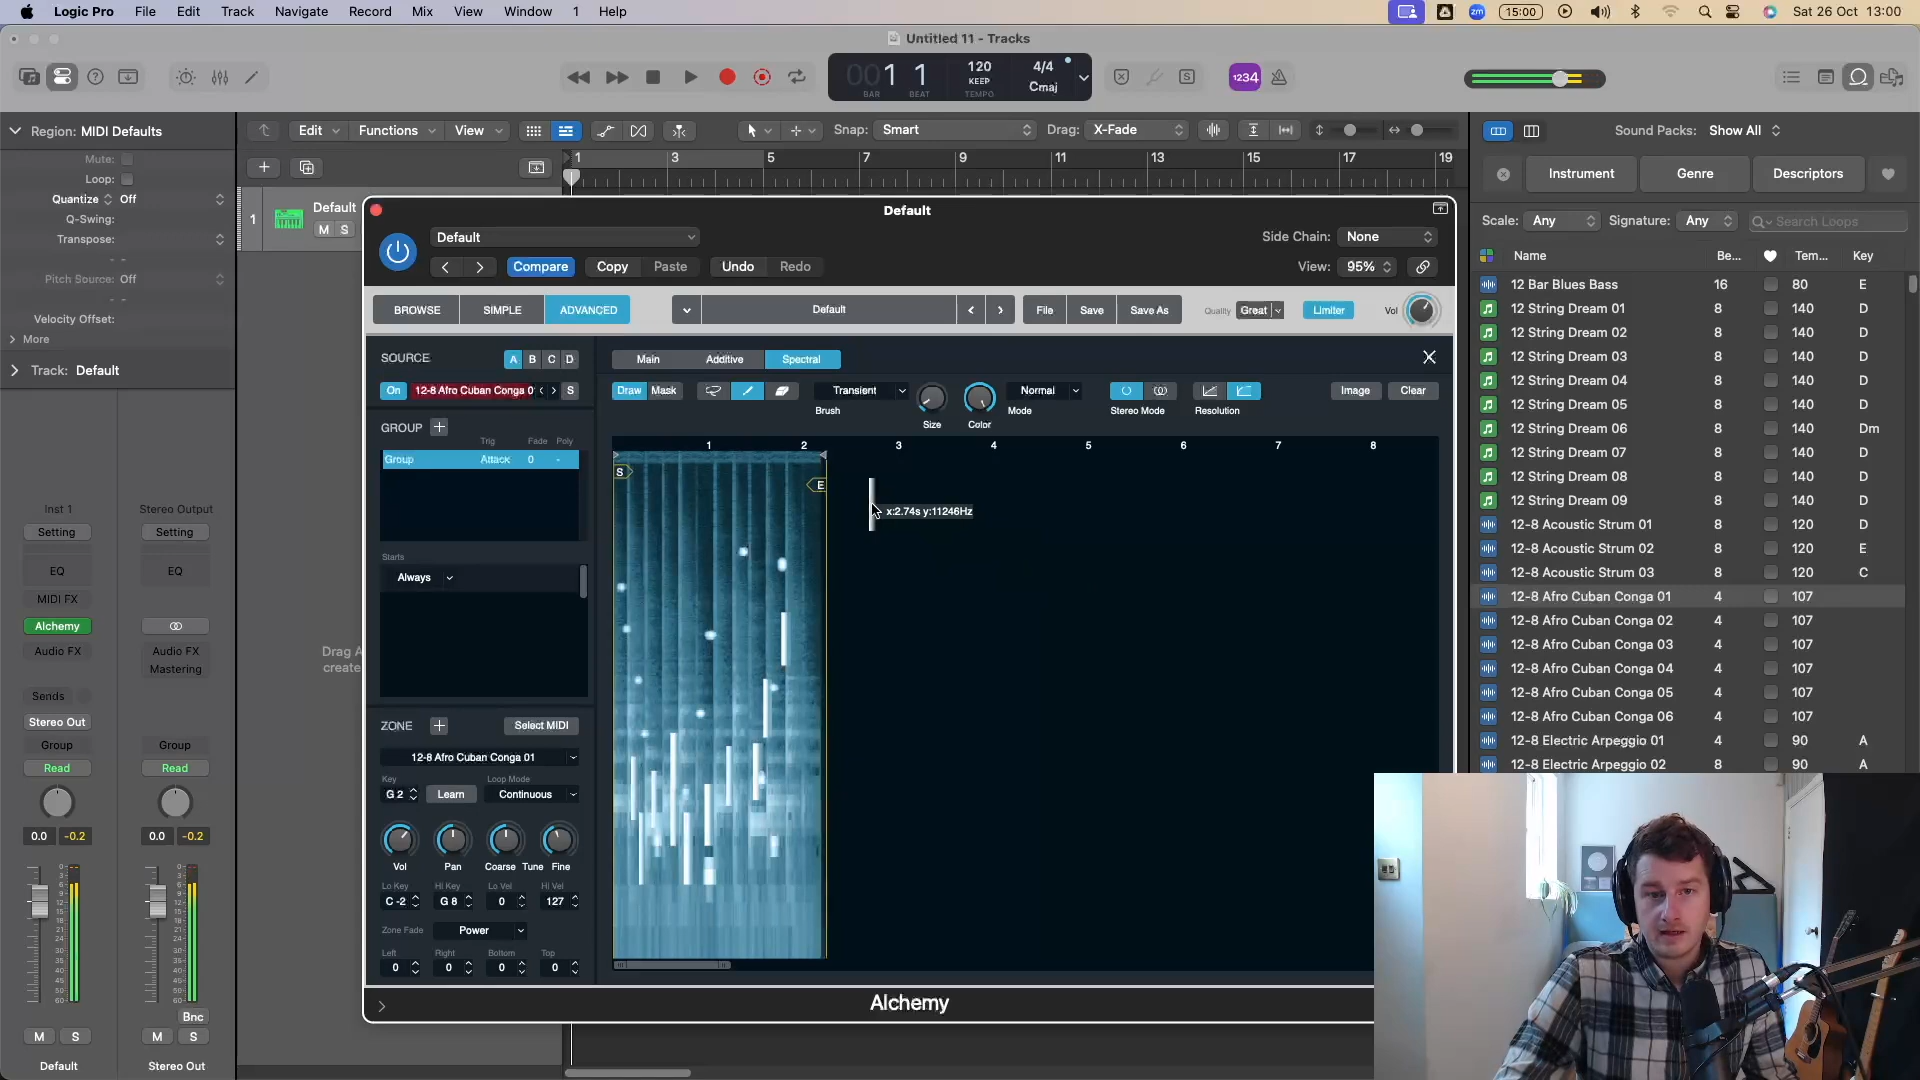 Logic Pro File Edit Track Navigate Record Mix View Window 1 Help
zm 15:00 Sat 26 Oct 13:00
Untitled 11 - Tracks
001 1 120 4/4
KEEP Cmaj
BAR BEAT TEMPO
S 1234
Region: MIDI Defaults
Mute:
Loop:
Quantize Off
Q-Swing:
Transpose:
Pitch Source: Off
Velocity Offset:
More
Track: Default
Edit Functions View Snap: Smart Drag: X-Fade
1 3 5 7 9 11 13 15 17 19
1 Default
M S
Drag A
create
Default
Default Side Chain: None
Compare Copy Paste Undo Redo View: 95%
BROWSE SIMPLE ADVANCED Default File Save Save As Quality Great Limiter Vol
SOURCE A B C D
On 12-8 Afro Cuban Conga 0 S
GROUP
Trig Fade Poly
Group Attack 0 -
Starts
Always
ZONE Select MIDI
12-8 Afro Cuban Conga 01
Key Loop Mode
G 2 Learn Continuous
Vol Pan Coarse Tune Fine
Lo Key Hi Key Lo Vel Hi Vel
C -2 G 8 0 127
Zone Fade Power
Left Right Bottom Top
0 0 0 0
Main Additive Spectral
Draw Mask Transient Normal Image Clear
Brush Size Color Mode Stereo Mode Resolution
1 2 3 4 5 6 7 8
S
E
x:2.74s y:11246Hz
Alchemy
Inst 1 Stereo Output
Setting Setting
EQ EQ
MIDI FX
Alchemy
Audio FX Audio FX
Mastering
Sends
Stereo Out
Group Group
Read Read
0.0 -0.2 0.0 -0.2
Bnc
M S M S
Default Stereo Out
Sound Packs: Show All
Instrument Genre Descriptors
Scale: Any Signature: Any Search Loops
Name Be... Tem... Key
12 Bar Blues Bass 16 80 E
12 String Dream 01 8 140 D
12 String Dream 02 8 140 D
12 String Dream 03 8 140 D
12 String Dream 04 8 140 D
12 String Dream 05 8 140 D
12 String Dream 06 8 140 Dm
12 String Dream 07 8 140 D
12 String Dream 08 8 140 D
12 String Dream 09 8 140 D
12-8 Acoustic Strum 01 8 120 D
12-8 Acoustic Strum 02 8 120 E
12-8 Acoustic Strum 03 8 120 C
12-8 Afro Cuban Conga 01 4 107
12-8 Afro Cuban Conga 02 4 107
12-8 Afro Cuban Conga 03 4 107
12-8 Afro Cuban Conga 04 4 107
12-8 Afro Cuban Conga 05 4 107
12-8 Afro Cuban Conga 06 4 107
12-8 Electric Arpeggio 01 4 90 A
12-8 Electric Arpeggio 02 8 90 A